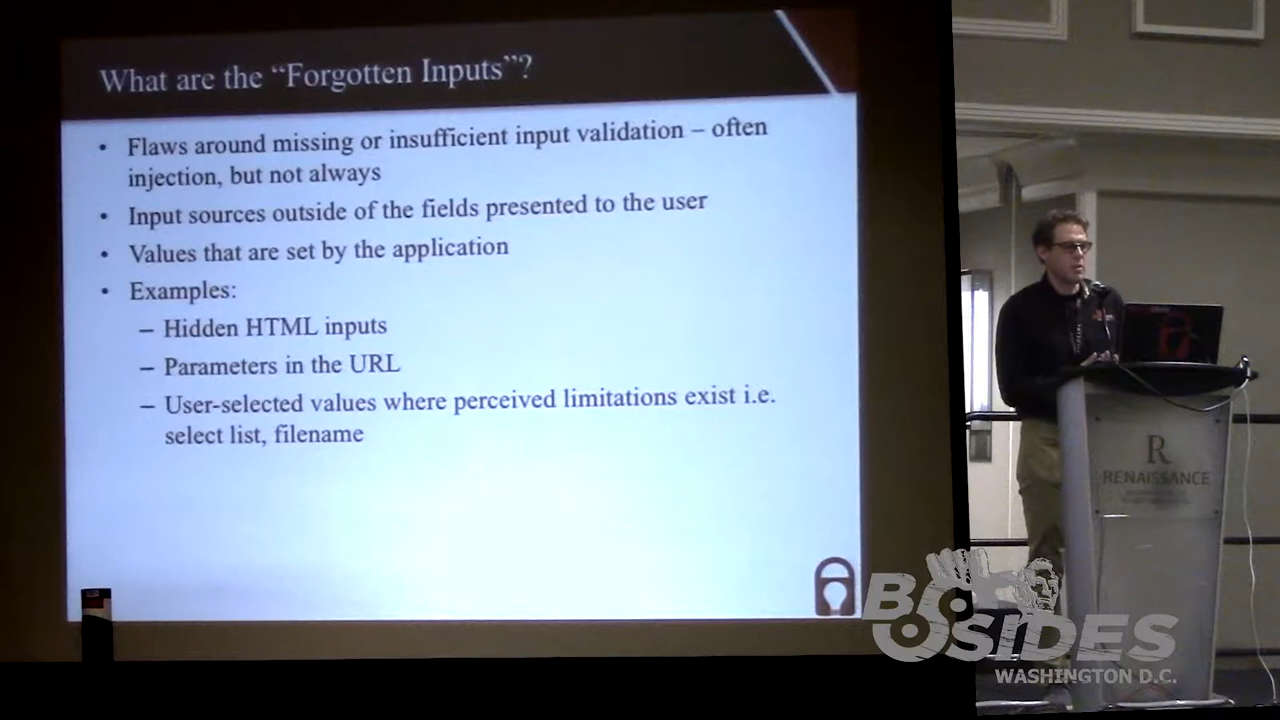 What are the “Forgotten Inputs”?
• Flaws around missing or insufficient input validation – often
injection, but not always
• Input sources outside of the fields presented to the user
• Values that are set by the application
• Examples:
– Hidden HTML inputs
– Parameters in the URL
– User-selected values where perceived limitations exist i.e.
select list, filename
R
RENAISSANCE
BSIDES
WASHINGTON D.C.